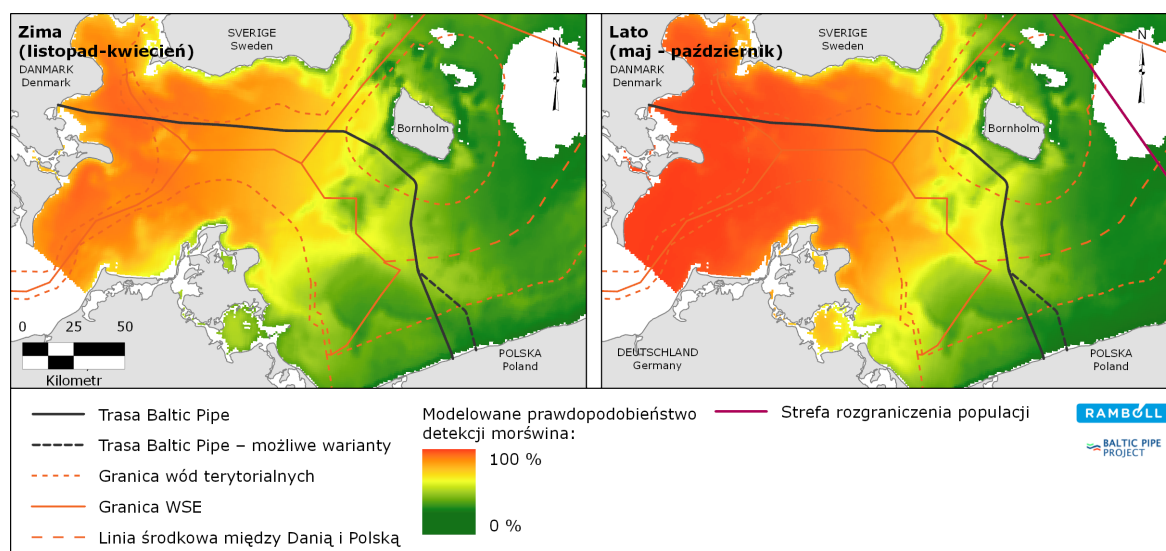 Zima
(listopad-kwiecień)
DANMARK
Denmark
SVERIGE
Sweden
N
Bornholm
0 25 50
Kilometr
POLSKA
Poland
Lato
(maj - październik)
DANMARK
Denmark
SVERIGE
Sweden
N
Bornholm
DEUTSCHLAND
Germany
POLSKA
Poland
Trasa Baltic Pipe
Trasa Baltic Pipe – możliwe warianty
Granica wód terytorialnych
Granica WSE
Linia środkowa między Danią i Polską
Modelowane prawdopodobieństwo
detekcji morświna:
100 %
0 %
Strefa rozgraniczenia populacji
RAMBOLL
BALTIC PIPE
PROJECT